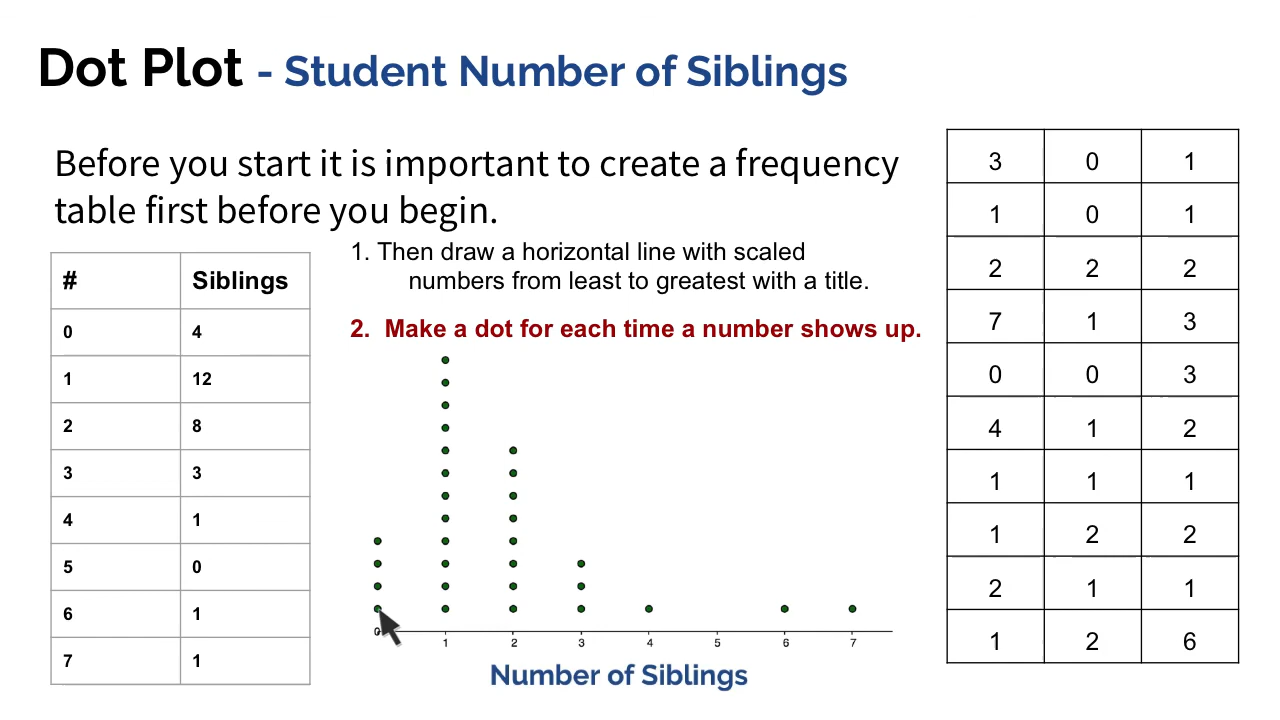 Dot Plot - Student Number of Siblings
Before you start it is important to create a frequency
table first before you begin.
# Siblings
0 4
1 12
2 8
3 3
4 1
5 0
6 1
7 1
1. Then draw a horizontal line with scaled
numbers from least to greatest with a title.
2. Make a dot for each time a number shows up.
0 1 2 3 4 5 6 7
Number of Siblings
3 0 1
1 0 1
2 2 2
7 1 3
0 0 3
4 1 2
1 1 1
1 2 2
2 1 1
1 2 6